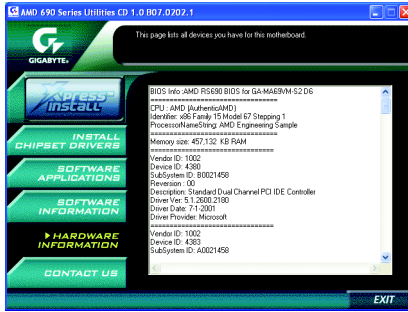 AMD 690 Series Utilities CD 1.0 B07.0202.1
GIGABYTE
This page lists all devices you have for this motherboard.
Xpress Install
INSTALL
CHIPSET DRIVERS
SOFTWARE
APPLICATIONS
SOFTWARE
INFORMATION
HARDWARE
INFORMATION
CONTACT US
BIOS Info :AMD RS690 BIOS for GA-MA69VM-S2 D6
================================
CPU : AMD (AuthenticAMD)
Identifier: x86 Family 15 Model 67 Stepping 1
ProcessorNameString: AMD Engineering Sample
================================
Memory size: 457,132 KB RAM
================================
Vendor ID: 1002
Device ID: 4380
SubSystem ID: B0021458
Reversion : 00
Description: Standard Dual Channel PCI IDE Controller
Driver Ver: 5.1.2600.2180
Driver Date: 7-1-2001
Driver Provider: Microsoft
================================
Vendor ID: 1002
Device ID: 4383
SubSystem ID: A0021458
EXIT